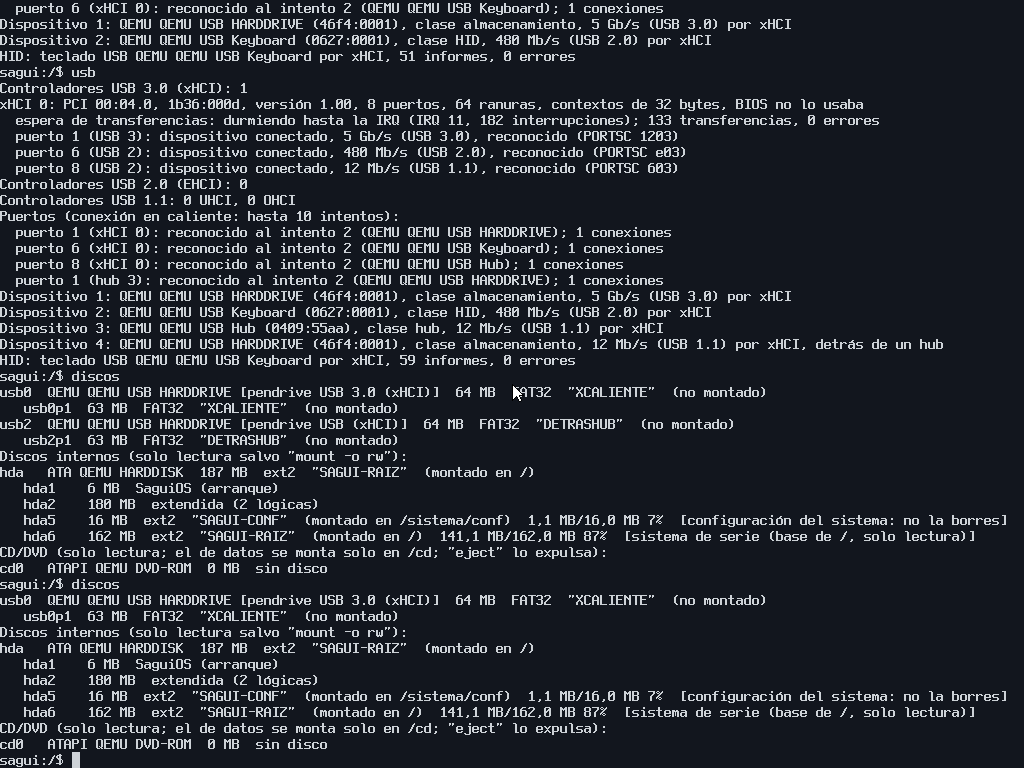 puerto 6 (xHCI 0): reconocido al intento 2 (QEMU QEMU USB Keyboard); 1 conexiones
Dispositivo 1: QEMU QEMU USB HARDDRIVE (46f4:0001), clase almacenamiento, 5 Gb/s (USB 3.0) por xHCI
Dispositivo 2: QEMU QEMU USB Keyboard (0627:0001), clase HID, 480 Mb/s (USB 2.0) por xHCI
HID: teclado USB QEMU QEMU USB Keyboard por xHCI, 51 informes, 0 errores
sagui:/$ usb
Controladores USB 3.0 (xHCI): 1
xHCI 0: PCI 00:04.0, 1b36:000d, versión 1.00, 8 puertos, 64 ranuras, contextos de 32 bytes, BIOS no lo usaba
espera de transferencias: durmiendo hasta la IRQ (IRQ 11, 182 interrupciones); 133 transferencias, 0 errores
puerto 1 (USB 3): dispositivo conectado, 5 Gb/s (USB 3.0), reconocido (PORTSC 1203)
puerto 6 (USB 2): dispositivo conectado, 480 Mb/s (USB 2.0), reconocido (PORTSC e03)
puerto 8 (USB 2): dispositivo conectado, 12 Mb/s (USB 1.1), reconocido (PORTSC 603)
Controladores USB 2.0 (EHCI): 0
Controladores USB 1.1: 0 UHCI, 0 OHCI
Puertos (conexión en caliente: hasta 10 intentos):
puerto 1 (xHCI 0): reconocido al intento 2 (QEMU QEMU USB HARDDRIVE); 1 conexiones
puerto 6 (xHCI 0): reconocido al intento 2 (QEMU QEMU USB Keyboard); 1 conexiones
puerto 8 (xHCI 0): reconocido al intento 2 (QEMU QEMU USB Hub); 1 conexiones
puerto 1 (hub 3): reconocido al intento 2 (QEMU QEMU USB HARDDRIVE); 1 conexiones
Dispositivo 1: QEMU QEMU USB HARDDRIVE (46f4:0001), clase almacenamiento, 5 Gb/s (USB 3.0) por xHCI
Dispositivo 2: QEMU QEMU USB Keyboard (0627:0001), clase HID, 480 Mb/s (USB 2.0) por xHCI
Dispositivo 3: QEMU QEMU USB Hub (0409:55aa), clase hub, 12 Mb/s (USB 1.1) por xHCI
Dispositivo 4: QEMU QEMU USB HARDDRIVE (46f4:0001), clase almacenamiento, 12 Mb/s (USB 1.1) por xHCI, detrás de un hub
HID: teclado USB QEMU QEMU USB Keyboard por xHCI, 59 informes, 0 errores
sagui:/$ discos
usb0  QEMU QEMU USB HARDDRIVE [pendrive USB 3.0 (xHCI)]  64 MB  FAT32  "XCALIENTE"  (no montado)
usb0p1  63 MB  FAT32  "XCALIENTE"  (no montado)
usb2  QEMU QEMU USB HARDDRIVE [pendrive USB (xHCI)]  64 MB  FAT32  "DETRASHUB"  (no montado)
usb2p1  63 MB  FAT32  "DETRASHUB"  (no montado)
Discos internos (solo lectura salvo "mount -o rw"):
hda   ATA QEMU HARDDISK  187 MB  ext2  "SAGUI-RAIZ"  (montado en /)
hda1    6 MB  SaguiOS (arranque)
hda2    180 MB  extendida (2 lógicas)
hda5    16 MB  ext2  "SAGUI-CONF"  (montado en /sistema/conf)  1,1 MB/16,0 MB 7%  [configuración del sistema: no la borres]
hda6    162 MB  ext2  "SAGUI-RAIZ"  (montado en /)  141,1 MB/162,0 MB 87%  [sistema de serie (base de /, solo lectura)]
CD/DVD (solo lectura; el de datos se monta solo en /cd; "eject" lo expulsa):
cd0   ATAPI QEMU DVD-ROM  0 MB  sin disco
sagui:/$ discos
usb0  QEMU QEMU USB HARDDRIVE [pendrive USB 3.0 (xHCI)]  64 MB  FAT32  "XCALIENTE"  (no montado)
usb0p1  63 MB  FAT32  "XCALIENTE"  (no montado)
Discos internos (solo lectura salvo "mount -o rw"):
hda   ATA QEMU HARDDISK  187 MB  ext2  "SAGUI-RAIZ"  (montado en /)
hda1    6 MB  SaguiOS (arranque)
hda2    180 MB  extendida (2 lógicas)
hda5    16 MB  ext2  "SAGUI-CONF"  (montado en /sistema/conf)  1,1 MB/16,0 MB 7%  [configuración del sistema: no la borres]
hda6    162 MB  ext2  "SAGUI-RAIZ"  (montado en /)  141,1 MB/162,0 MB 87%  [sistema de serie (base de /, solo lectura)]
CD/DVD (solo lectura; el de datos se monta solo en /cd; "eject" lo expulsa):
cd0   ATAPI QEMU DVD-ROM  0 MB  sin disco
sagui:/$